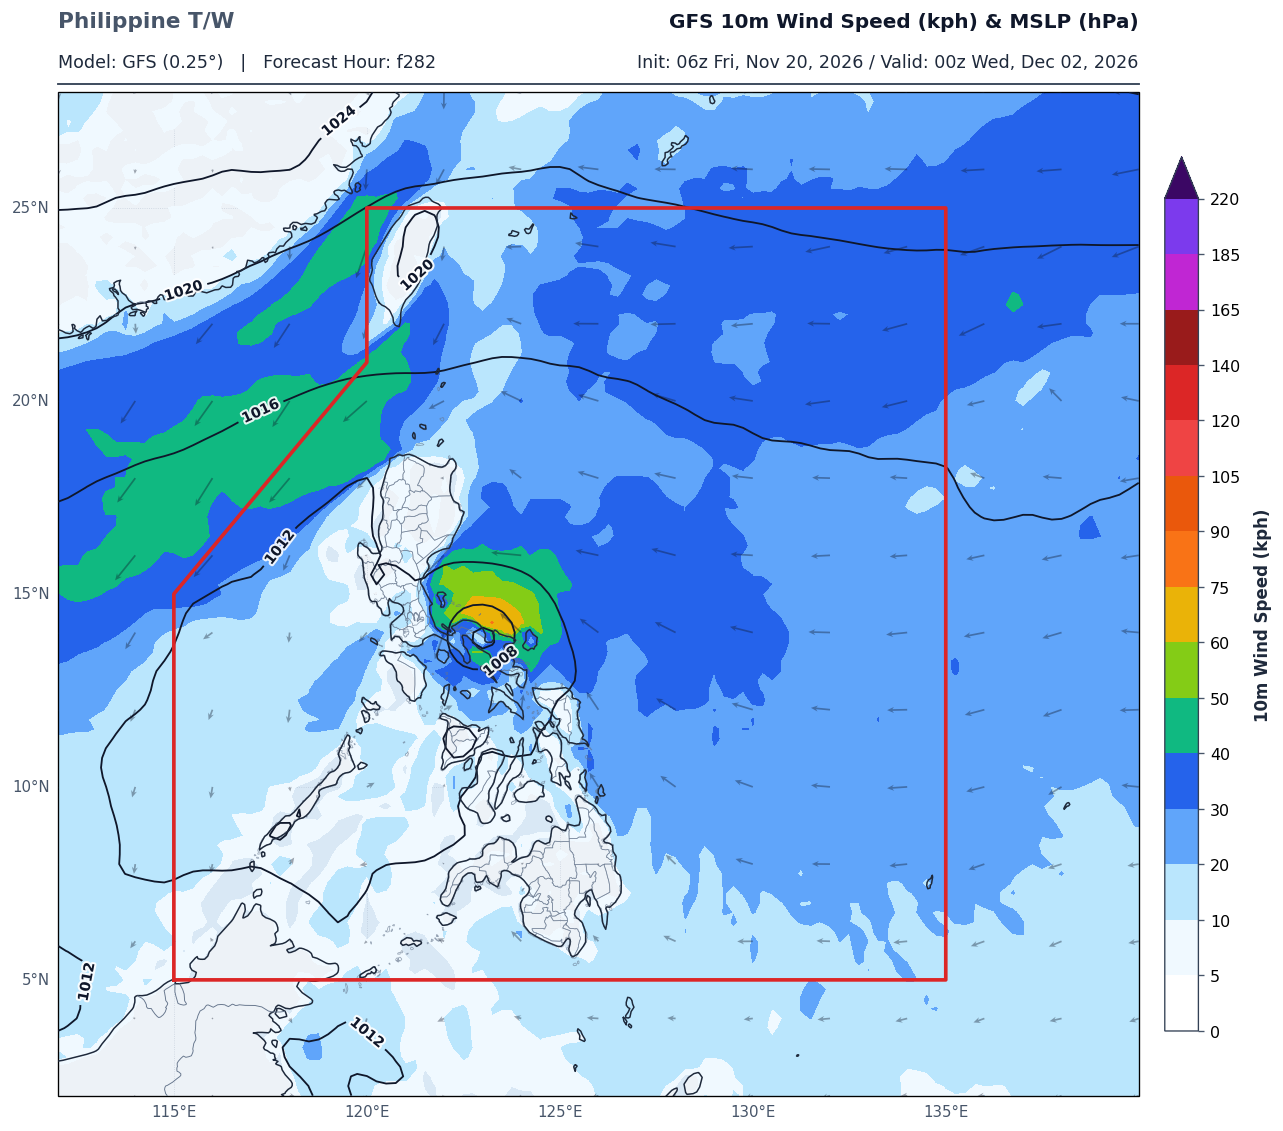 Philippine T/W
GFS 10m Wind Speed (kph) & MSLP (hPa)
Model: GFS (0.25°)   |   Forecast Hour: f282
Init: 06z Fri, Nov 20, 2026 / Valid: 00z Wed, Dec 02, 2026
1024
1020
1020
1016
1012
1008
1012
1012
25°N
20°N
15°N
10°N
5°N
115°E
120°E
125°E
130°E
135°E
220
185
165
140
120
105
90
75
60
50
40
30
20
10
5
0
10m Wind Speed (kph)